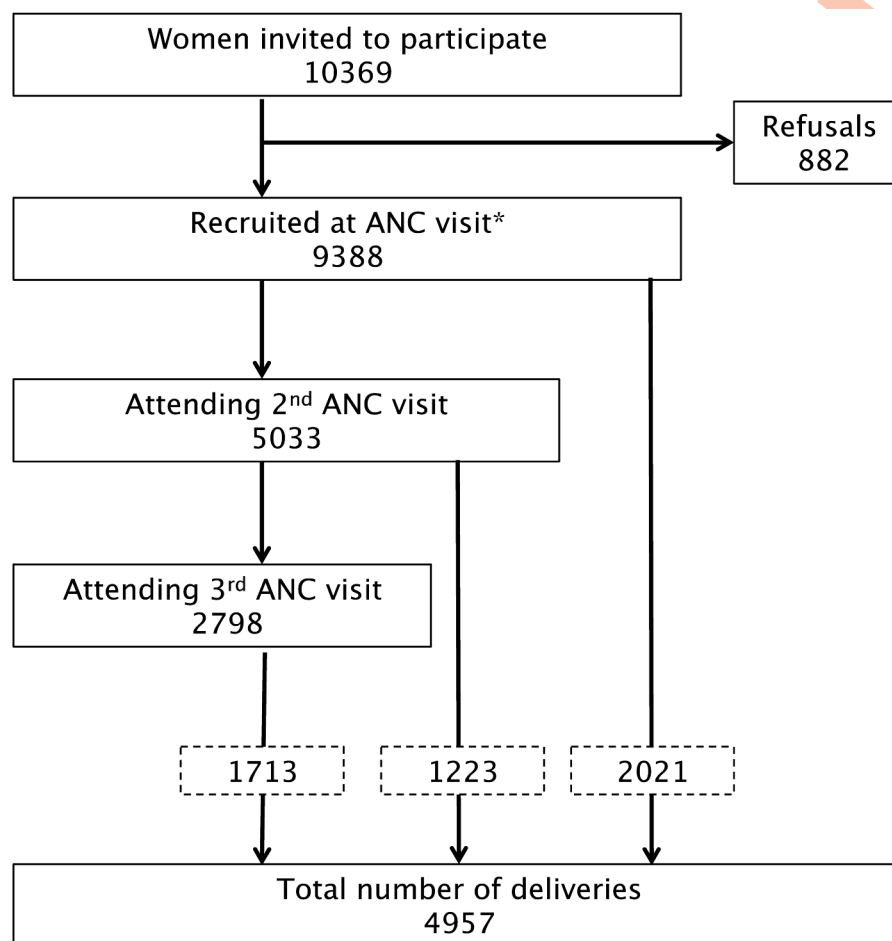 Women invited to participate
10369
Refusals
882
Recruited at ANC visit*
9388
Attending 2nd ANC visit
5033
Attending 3rd ANC visit
2798
1713
1223
2021
Total number of deliveries
4957